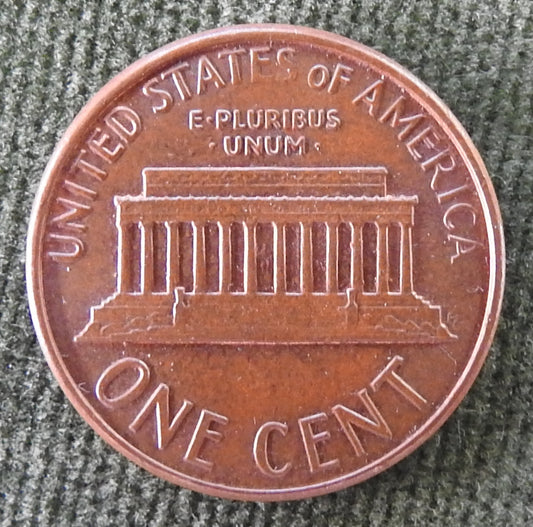 UNITED STATES OF AMERICA
E·PLURIBUS
·UNUM·
ONE CENT